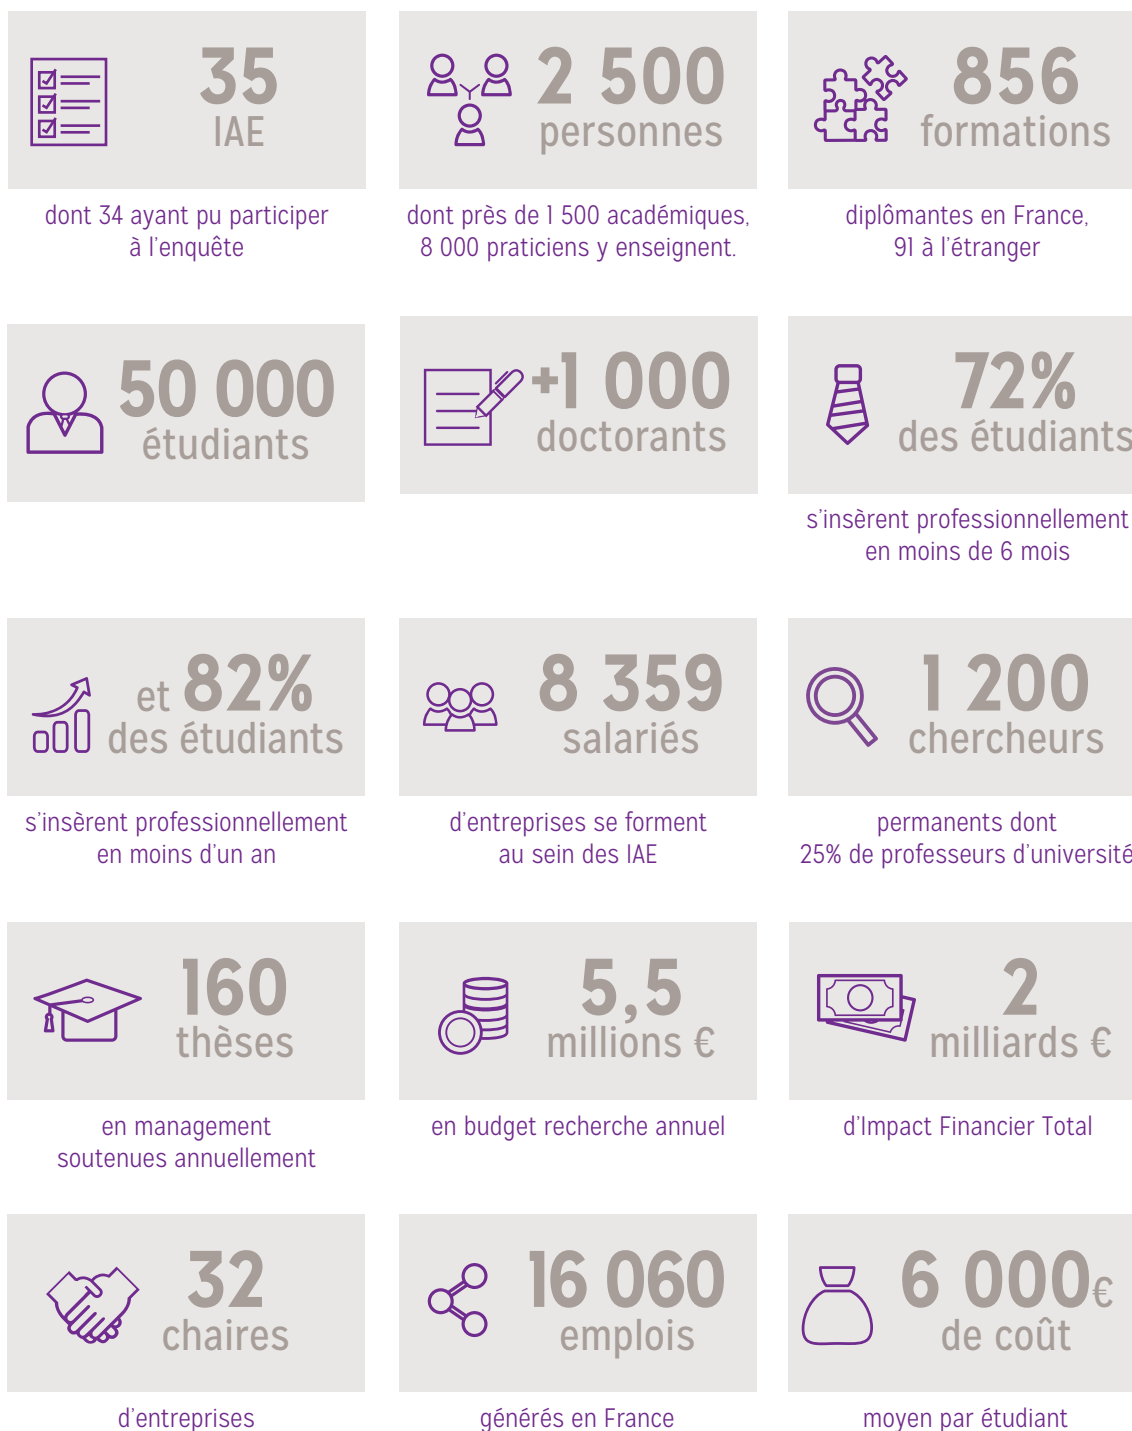 35
IAE
dont 34 ayant pu participer
à l'enquête
2 500
personnes
dont près de 1 500 académiques,
8 000 praticiens y enseignent.
856
formations
diplômantes en France,
91 à l'étranger
50 000
étudiants
+1 000
doctorants
72%
des étudiants
s'insèrent professionnellement
en moins de 6 mois
et 82%
des étudiants
s'insèrent professionnellement
en moins d'un an
8 359
salariés
d'entreprises se forment
au sein des IAE
1 200
chercheurs
permanents dont
25% de professeurs d'université
160
thèses
en management
soutenues annuellement
5,5
millions €
en budget recherche annuel
2
milliards €
d'Impact Financier Total
32
chaires
d'entreprises
16 060
emplois
générés en France
6 000€
de coût
moyen par étudiant